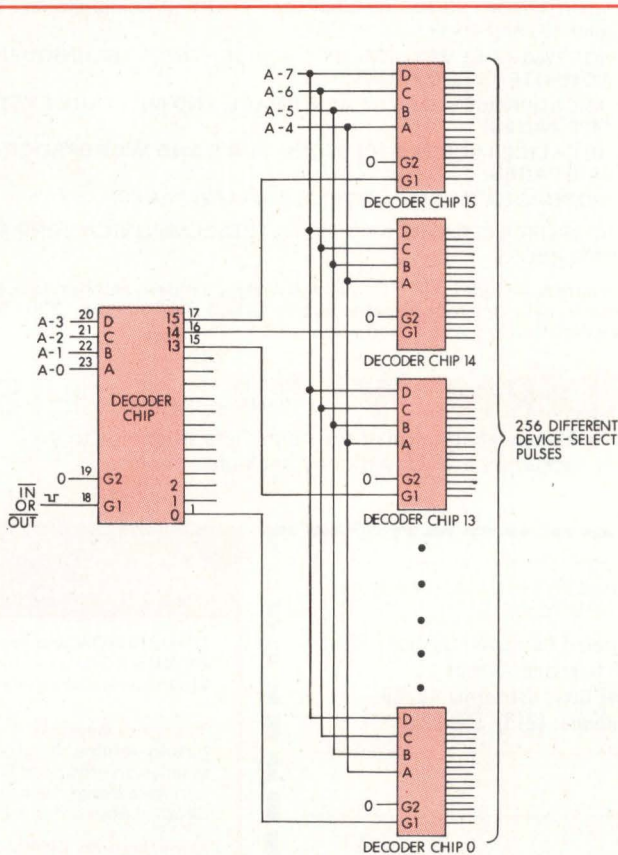 A-7 D
A-6 C
A-5 B
A-4 A
0 G2
G1
DECODER CHIP 15
D
C
B
A
0 G2
G1
DECODER CHIP 14
A-3 20 D 15 17
A-2 21 C 14 16
A-1 22 B 13 15
A-0 23 A
DECODER
CHIP
0 19 G2 2
IN 18 G1 1
OR 0 1
OUT
D
C
B
A
0 G2
G1
DECODER CHIP 13
256 DIFFERENT
DEVICE-SELECT
PULSES
D
C
B
A
0 G2
G1
DECODER CHIP 0